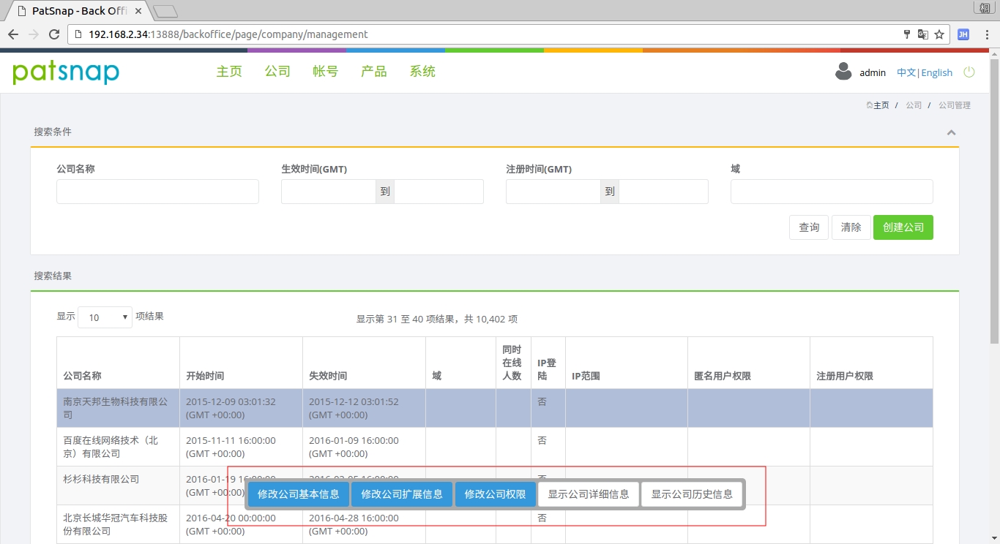 PatSnap - Back Offi
192.168.2.34:13888/backoffice/page/company/management
JH
patsnap
主页 公司 帐号 产品 系统
admin 中文|English
主页 / 公司 / 公司管理
搜索条件
公司名称 生效时间(GMT) 注册时间(GMT) 域
到 到
查询 清除 创建公司
搜索结果
显示 10 项结果
显示第 31 至 40 项结果，共 10,402 项
公司名称 开始时间 失效时间 域 同时在线人数 IP登陆 IP范围 匿名用户权限 注册用户权限
南京天邦生物科技有限公 2015-12-09 03:01:32 2015-12-12 03:01:52 否
司 (GMT +00:00) (GMT +00:00)
百度在线网络技术（北 2015-11-11 16:00:00 2016-01-09 16:00:00 否
京）有限公司 (GMT +00:00) (GMT +00:00)
杉杉科技有限公司 2016-01-19 16:00:00 2016-03-05 16:00:00 否
(GMT +00:00)
修改公司基本信息 修改公司扩展信息 修改公司权限 显示公司详细信息 显示公司历史信息
北京长城华冠汽车科技股 2016-04-20 00:00:00 2016-04-28 16:00:00 否
份有限公司 (GMT +00:00) (GMT +00:00)